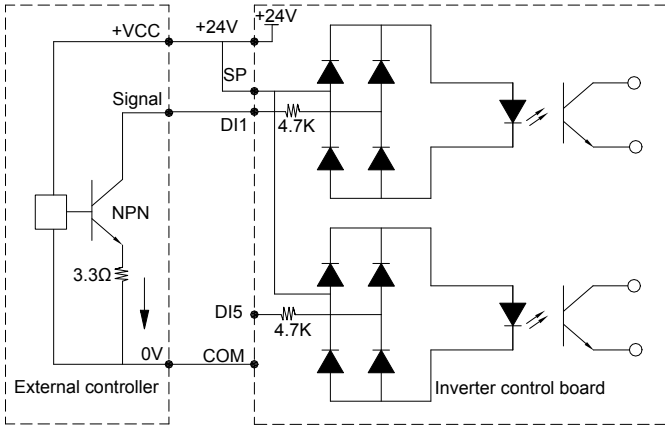 +VCC
+24V
+24V
SP
Signal
DI1
4.7K
NPN
3.3Ω
DI5
4.7K
0V
COM
External controller
Inverter control board